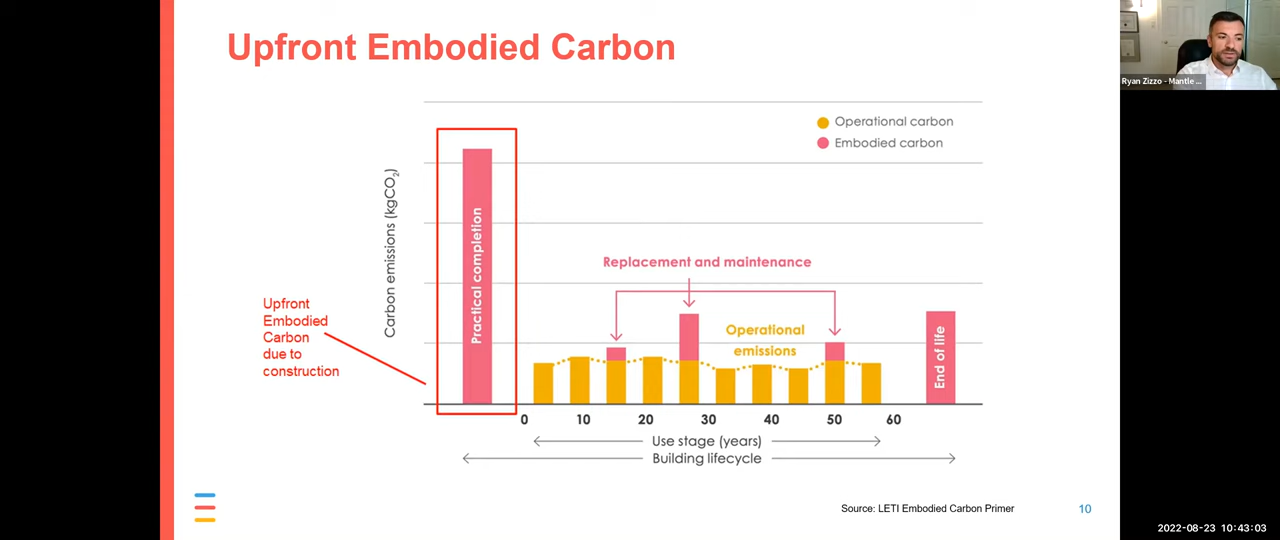 Upfront Embodied Carbon
Ryan Zizzo - Mantle ...
Operational carbon
Embodied carbon
Carbon emissions (kgCO2)
Practical completion
Replacement and maintenance
Operational
emissions
End of life
Upfront
Embodied
Carbon
due to
construction
0 10 20 30 40 50 60
Use stage (years)
Building lifecycle
Source: LETI Embodied Carbon Primer
10
2022-08-23 10:43:03